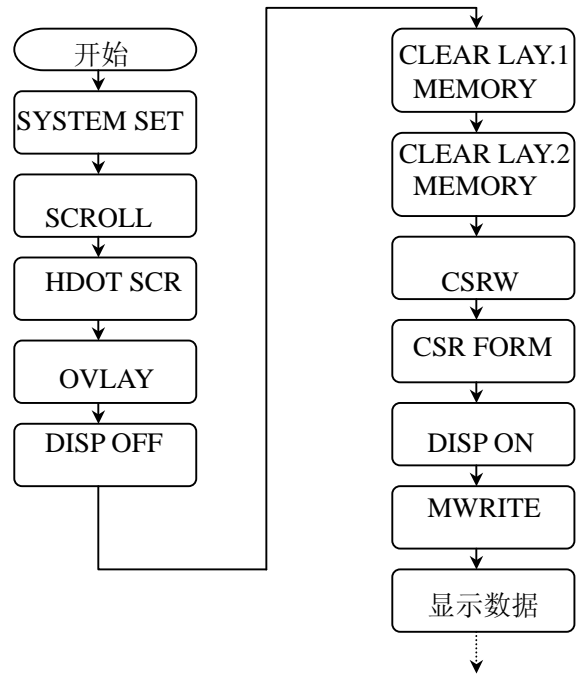 开始
SYSTEM SET
SCROLL
HDOT SCR
OVLAY
DISP OFF
CLEAR LAY.1
MEMORY
CLEAR LAY.2
MEMORY
CSRW
CSR FORM
DISP ON
MWRITE
显示数据